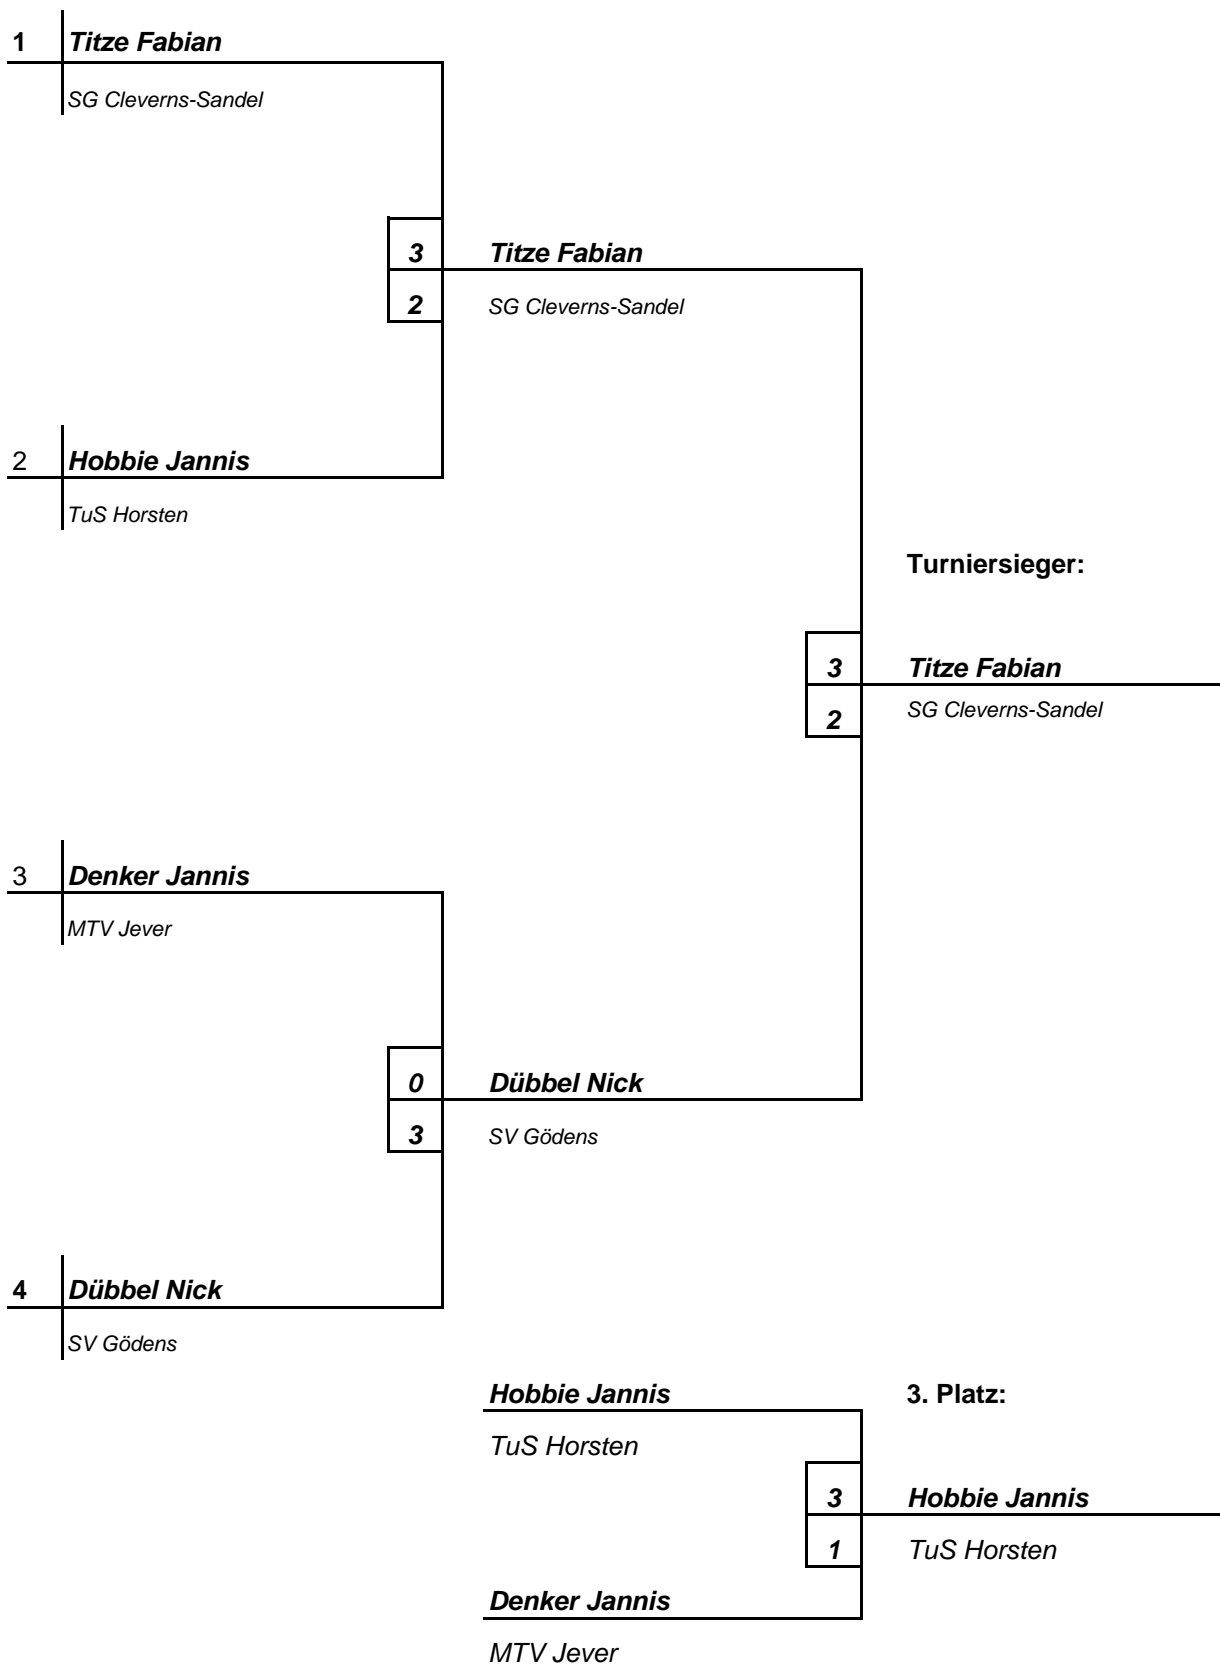 1 Titze Fabian
SG Cleverns-Sandel
3 Titze Fabian
2 SG Cleverns-Sandel
2 Hobbie Jannis
TuS Horsten
Turniersieger:
3 Titze Fabian
2 SG Cleverns-Sandel
3 Denker Jannis
MTV Jever
0 Dübbel Nick
3 SV Gödens
4 Dübbel Nick
SV Gödens
Hobbie Jannis 3. Platz:
TuS Horsten
3 Hobbie Jannis
1 TuS Horsten
Denker Jannis
MTV Jever